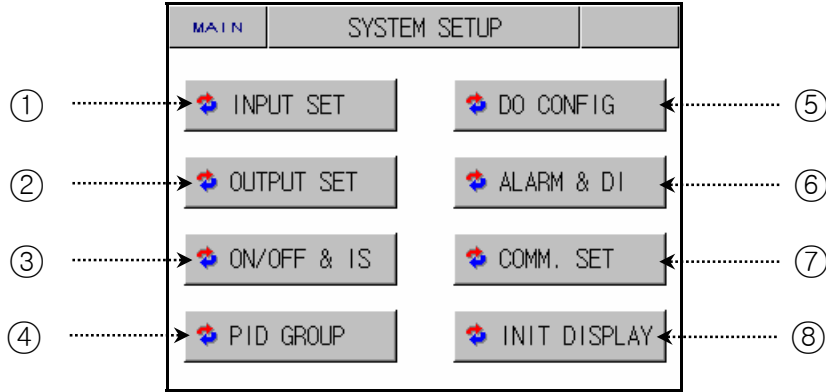 MAIN SYSTEM SETUP
① INPUT SET DO CONFIG ⑤
② OUTPUT SET ALARM & DI ⑥
③ ON/OFF & IS COMM. SET ⑦
④ PID GROUP INIT DISPLAY ⑧